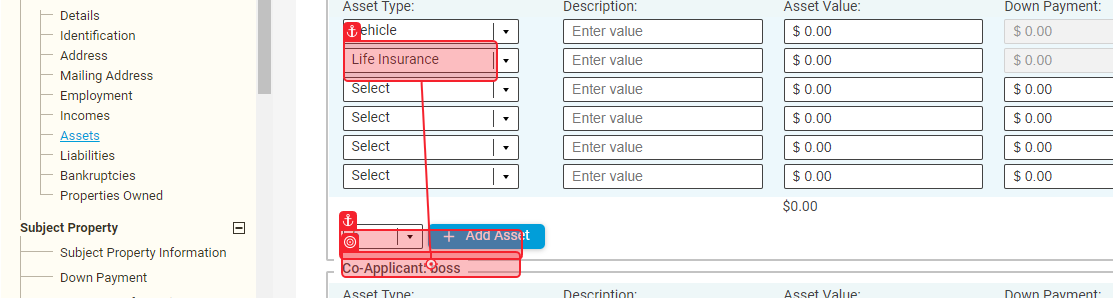 Asset Type: Description: Asset Value: Down Payment:
Details
Identification
Address
Mailing Address
Employment
Incomes
Assets
Liabilities
Bankruptcies
Properties Owned
Subject Property
Subject Property Information
Down Payment
ehicle Enter value $ 0.00 $ 0.00
Life Insurance Enter value $ 0.00 $ 0.00
Select Enter value $ 0.00 $ 0.00
Select Enter value $ 0.00 $ 0.00
Select Enter value $ 0.00 $ 0.00
Select Enter value $ 0.00 $ 0.00
$0.00
+ Add Asset
Co-Applicant: boss
Asset Type: Description: Asset Value: Down Payment: